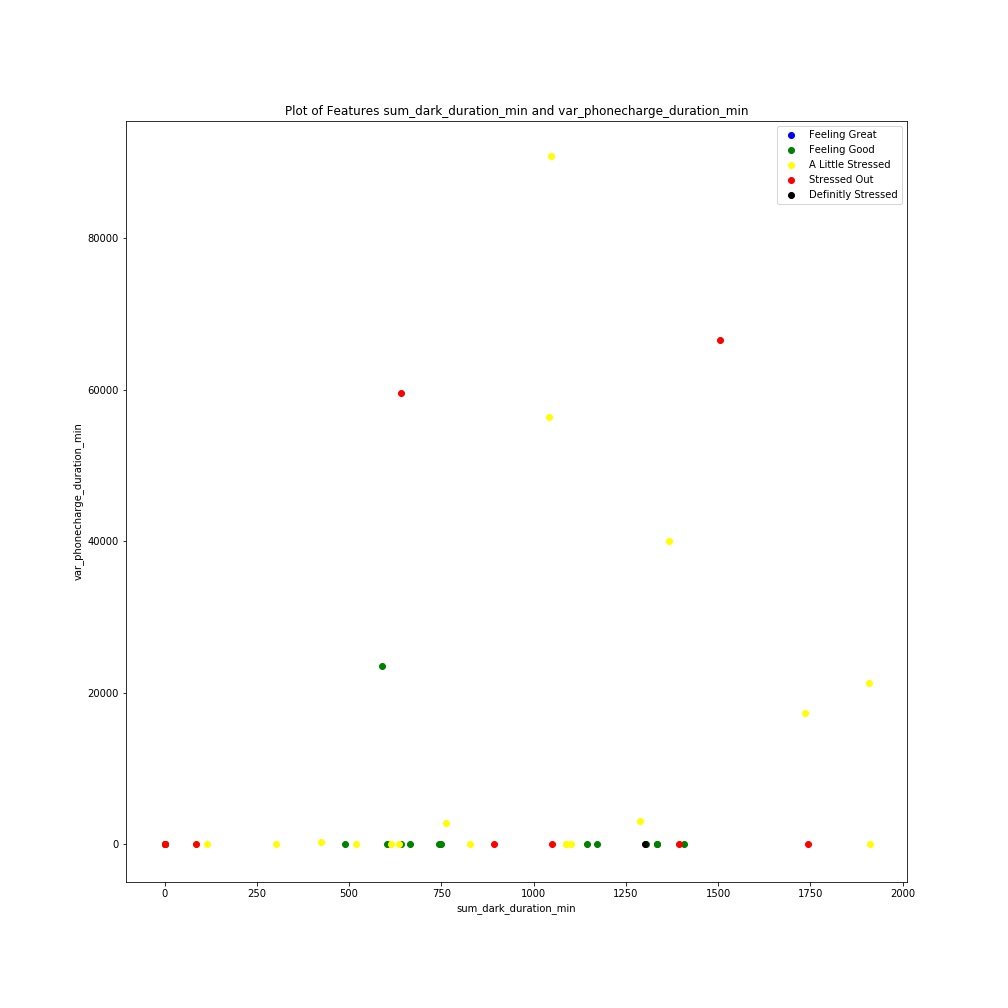 Plot of Features sum_dark_duration_min and var_phonecharge_duration_min
Feeling Great
Feeling Good
A Little Stressed
Stressed Out
Definitly Stressed
var_phonecharge_duration_min
80000
60000
40000
20000
0
0 250 500 750 1000 1250 1500 1750 2000
sum_dark_duration_min